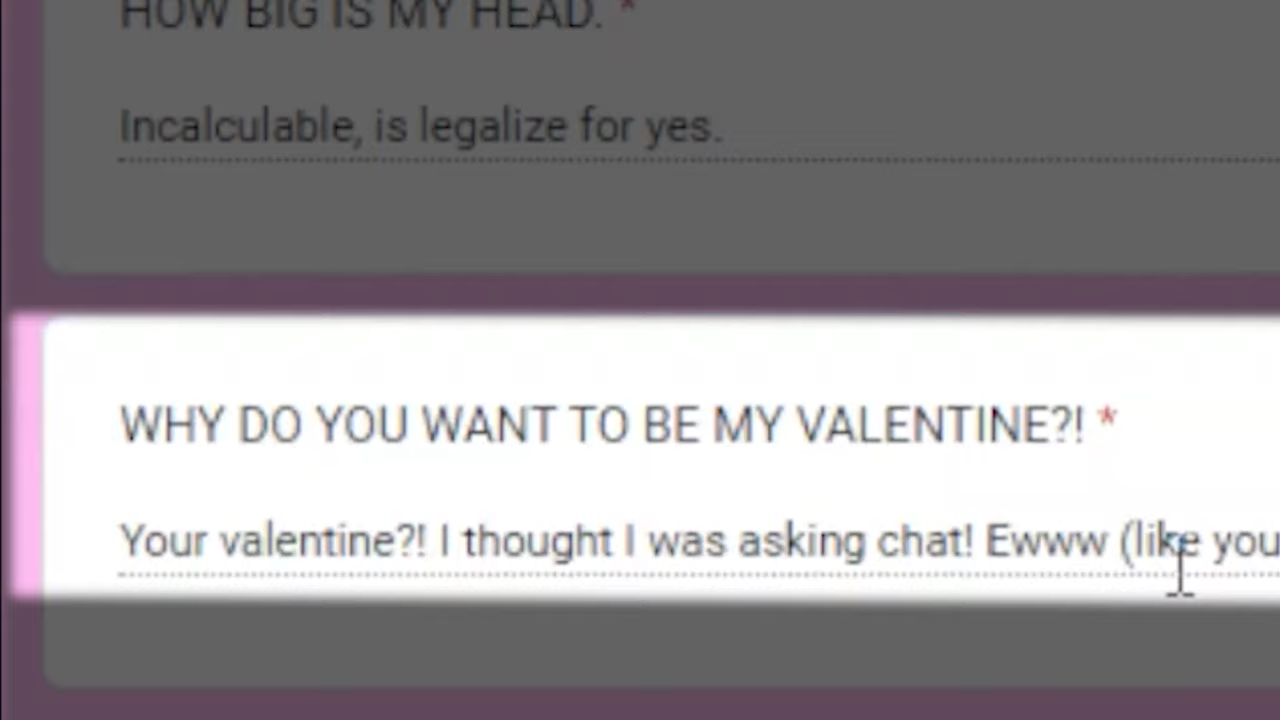 HOW BIG IS MY HEAD. *
Incalculable, is legalize for yes.
WHY DO YOU WANT TO BE MY VALENTINE?! *
Your valentine?! I thought I was asking chat! Ewww (like you